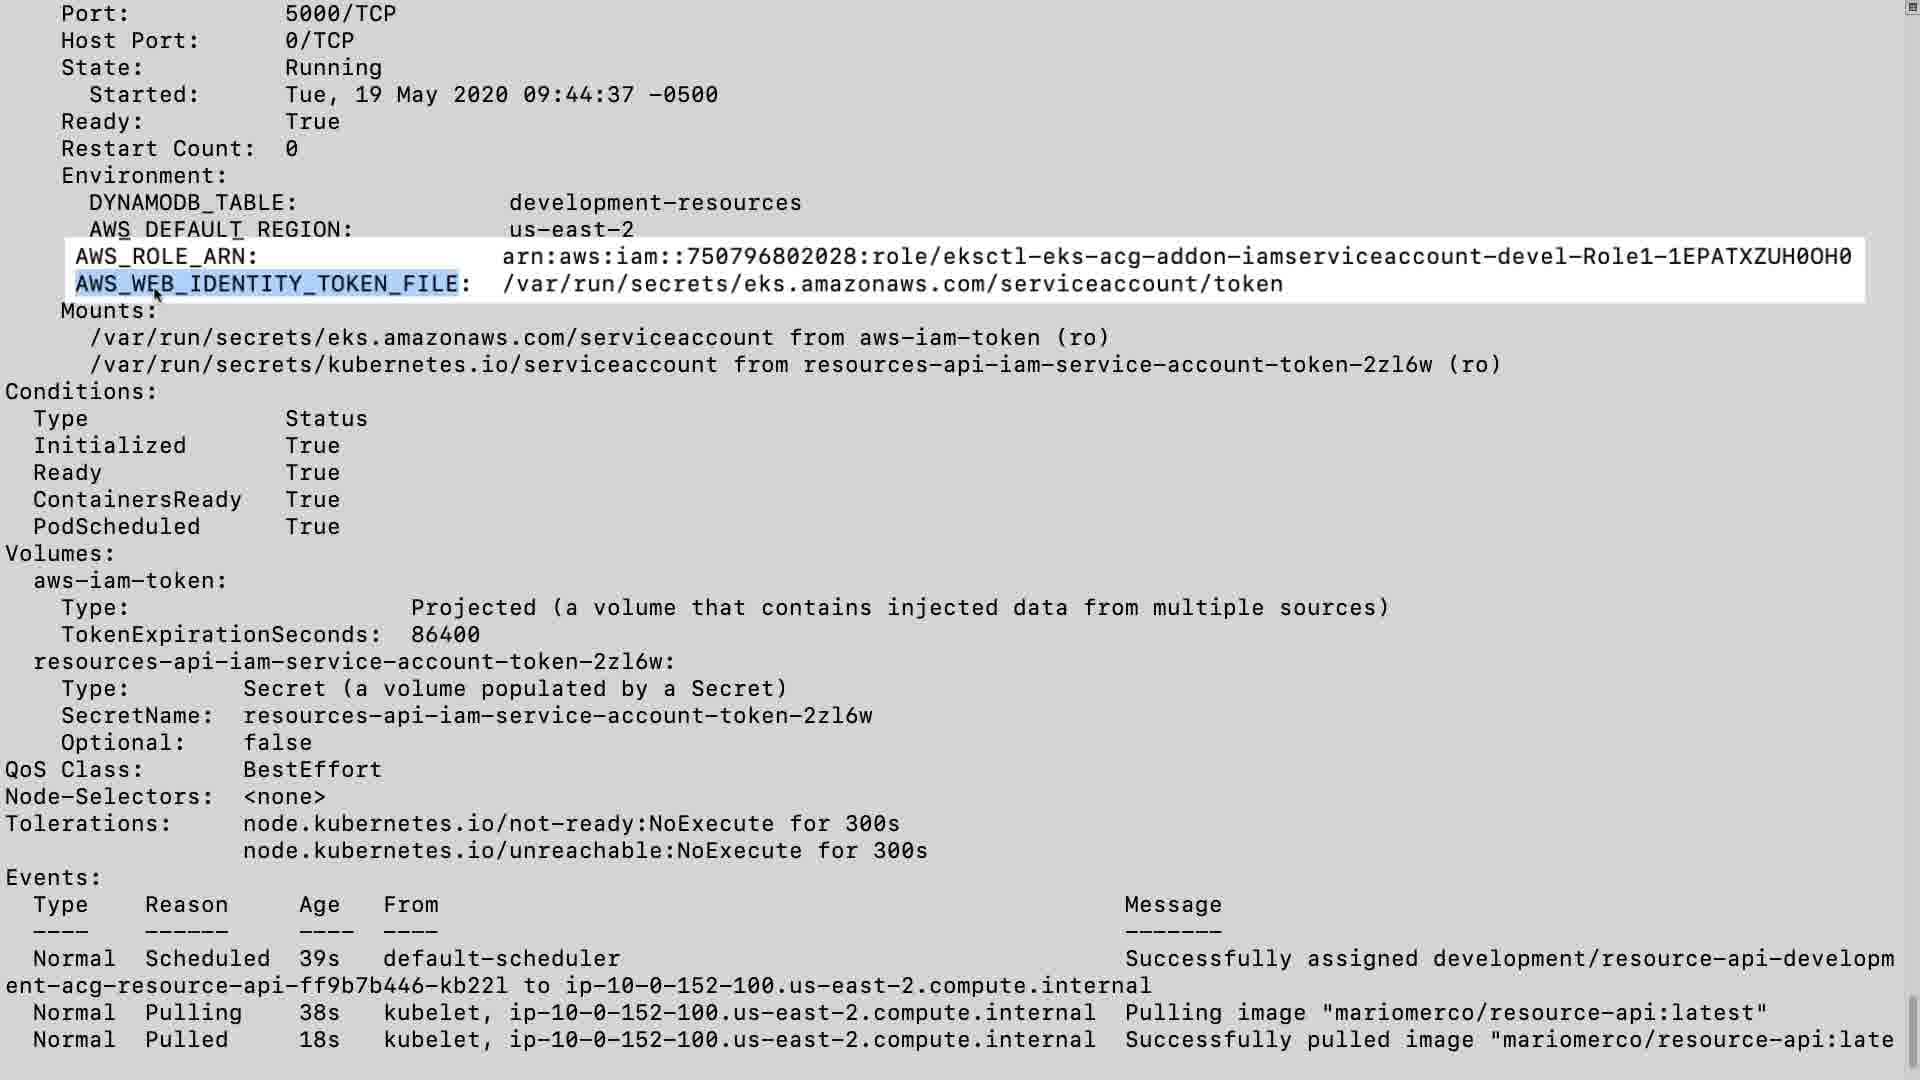 Port: 5000/TCP
Host Port: 0/TCP
State: Running
Started: Tue, 19 May 2020 09:44:37 -0500
Ready: True
Restart Count: 0
Environment:
DYNAMODB_TABLE: development-resources
AWS_DEFAULT_REGION: us-east-2
AWS_ROLE_ARN: arn:aws:iam::750796802028:role/eksctl-eks-acg-addon-iamserviceaccount-devel-Role1-1EPATXZUH0OH0
AWS_WEB_IDENTITY_TOKEN_FILE: /var/run/secrets/eks.amazonaws.com/serviceaccount/token
Mounts:
/var/run/secrets/eks.amazonaws.com/serviceaccount from aws-iam-token (ro)
/var/run/secrets/kubernetes.io/serviceaccount from resources-api-iam-service-account-token-2zl6w (ro)
Conditions:
Type Status
Initialized True
Ready True
ContainersReady True
PodScheduled True
Volumes:
aws-iam-token:
Type: Projected (a volume that contains injected data from multiple sources)
TokenExpirationSeconds: 86400
resources-api-iam-service-account-token-2zl6w:
Type: Secret (a volume populated by a Secret)
SecretName: resources-api-iam-service-account-token-2zl6w
Optional: false
QoS Class: BestEffort
Node-Selectors: <none>
Tolerations: node.kubernetes.io/not-ready:NoExecute for 300s
node.kubernetes.io/unreachable:NoExecute for 300s
Events:
Type Reason Age From Message
---- ------ ---- ---- -------
Normal Scheduled 39s default-scheduler Successfully assigned development/resource-api-developm
ent-acg-resource-api-ff9b7b446-kb22l to ip-10-0-152-100.us-east-2.compute.internal
Normal Pulling 38s kubelet, ip-10-0-152-100.us-east-2.compute.internal Pulling image "mariomerco/resource-api:latest"
Normal Pulled 18s kubelet, ip-10-0-152-100.us-east-2.compute.internal Successfully pulled image "mariomerco/resource-api:late